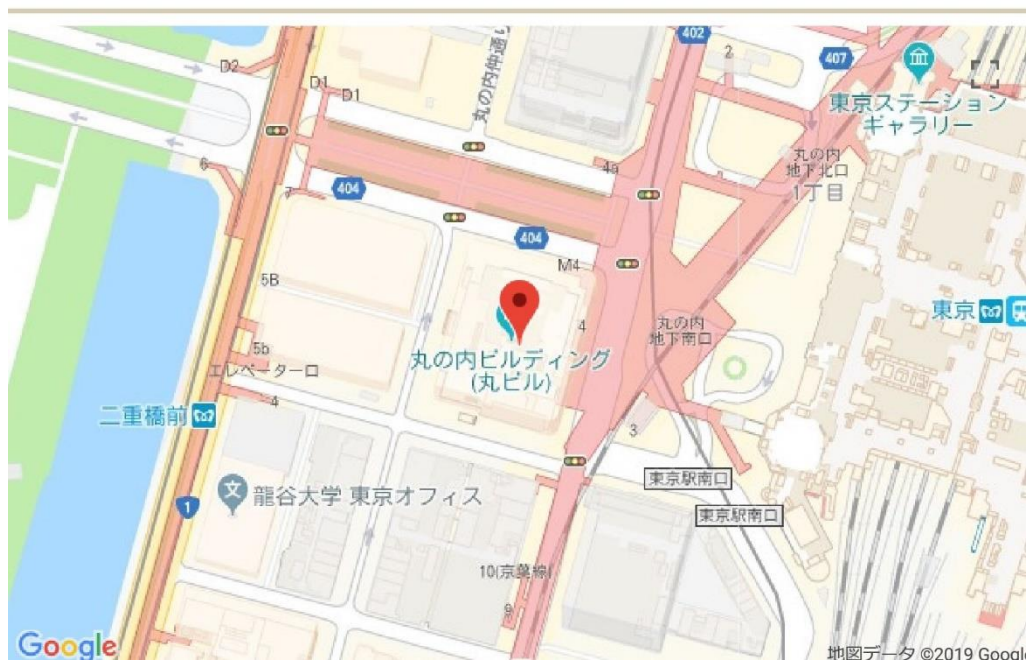 402
2
407
D2
D1
D1
丸の内仲通り
東京ステーション
ギャラリー
丸の内
地下北口
1丁目
6
7
404
4a
404
M4
5B
4
丸の内
地下南口
東京
丸の内ビルディング
(丸ビル)
5b
エレベーター口
4
二重橋前
3
東京駅南口
東京駅南口
文
龍谷大学 東京オフィス
1
10(京葉線)
9
Google
地図データ ©2019 Google